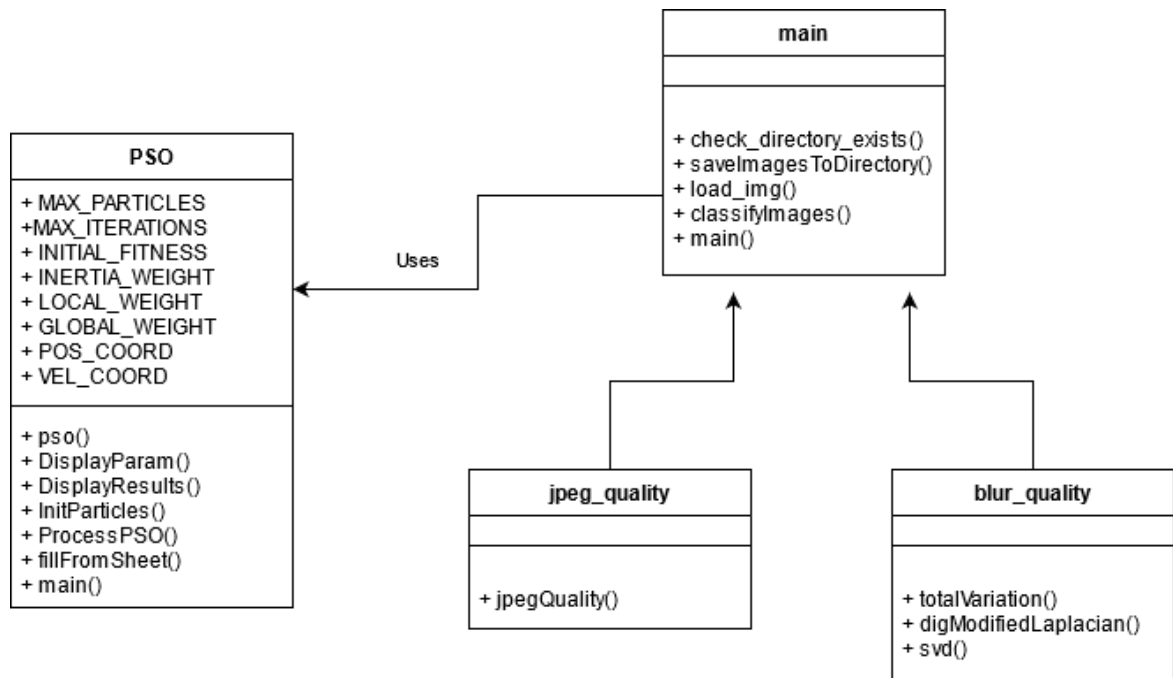 main
+ check_directory_exists()
+ saveImagesToDirectory()
+ load_img()
+ classifyImages()
+ main()
PSO
+ MAX_PARTICLES
+MAX_ITERATIONS
+ INITIAL_FITNESS
+ INERTIA_WEIGHT
+ LOCAL_WEIGHT
+ GLOBAL_WEIGHT
+ POS_COORD
+ VEL_COORD
+ pso()
+ DisplayParam()
+ DisplayResults()
+ InitParticles()
+ ProcessPSO()
+ fillFromSheet()
+ main()
Uses
jpeg_quality
+ jpegQuality()
blur_quality
+ totalVariation()
+ digModifiedLaplacian()
+ svd()